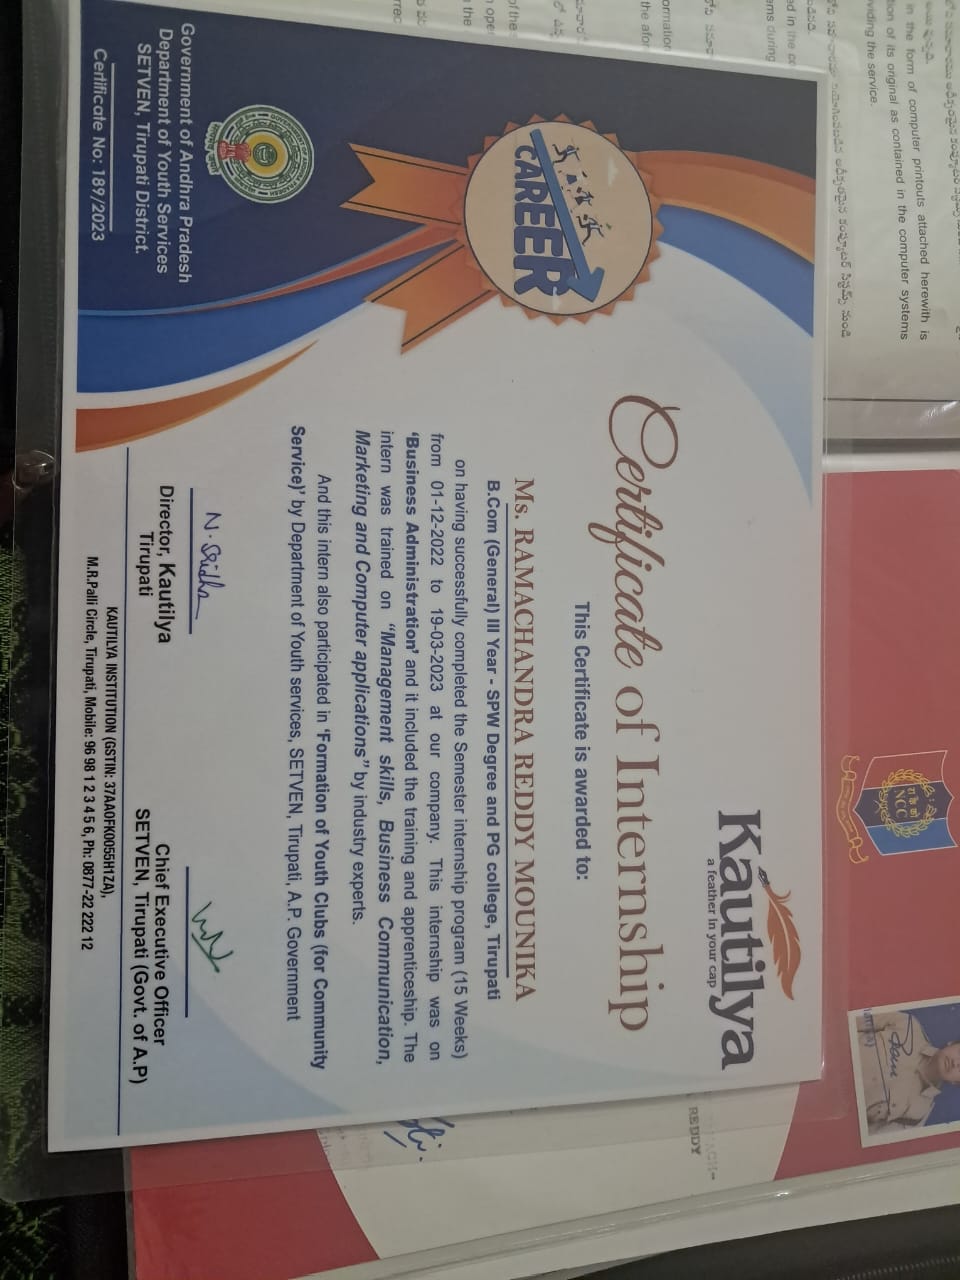 Government of Andhra Pradesh
Department of Youth Services
SETVEN, Tirupati District.
Certificate No: 189/2023
CAREER
Kautilya
a feather in your cap
Certificate of Internship
This Certificate is awarded to:
Ms. RAMACHANDRA REDDY MOUNIKA
B.Com (General) III Year - SPW Degree and PG college, Tirupati
on having successfully completed the Semester internship program (15 Weeks)
from 01-12-2022 to 19-03-2023 at our company. This internship was on
'Business Administration' and it included the training and apprenticeship. The
intern was trained on "Management skills, Business Communication,
Marketing and Computer applications" by industry experts.
And this intern also participated in 'Formation of Youth Clubs (for Community
Service)' by Department of Youth services, SETVEN, Tirupati, A.P. Government
Director, Kautilya
Tirupati
Chief Executive Officer
SETVEN, Tirupati (Govt. of A.P)
KAUTILYA INSTITUTION (GSTIN: 37AAOFK0055H1ZA),
M.R.Palli Circle, Tirupati, Mobile: 96 98 1 2 3 4 5 6, Ph: 0877-22 222 12
in the form of computer printouts attached herewith is
of its original as contained in the computer systems
the service.
NCC
REDDY